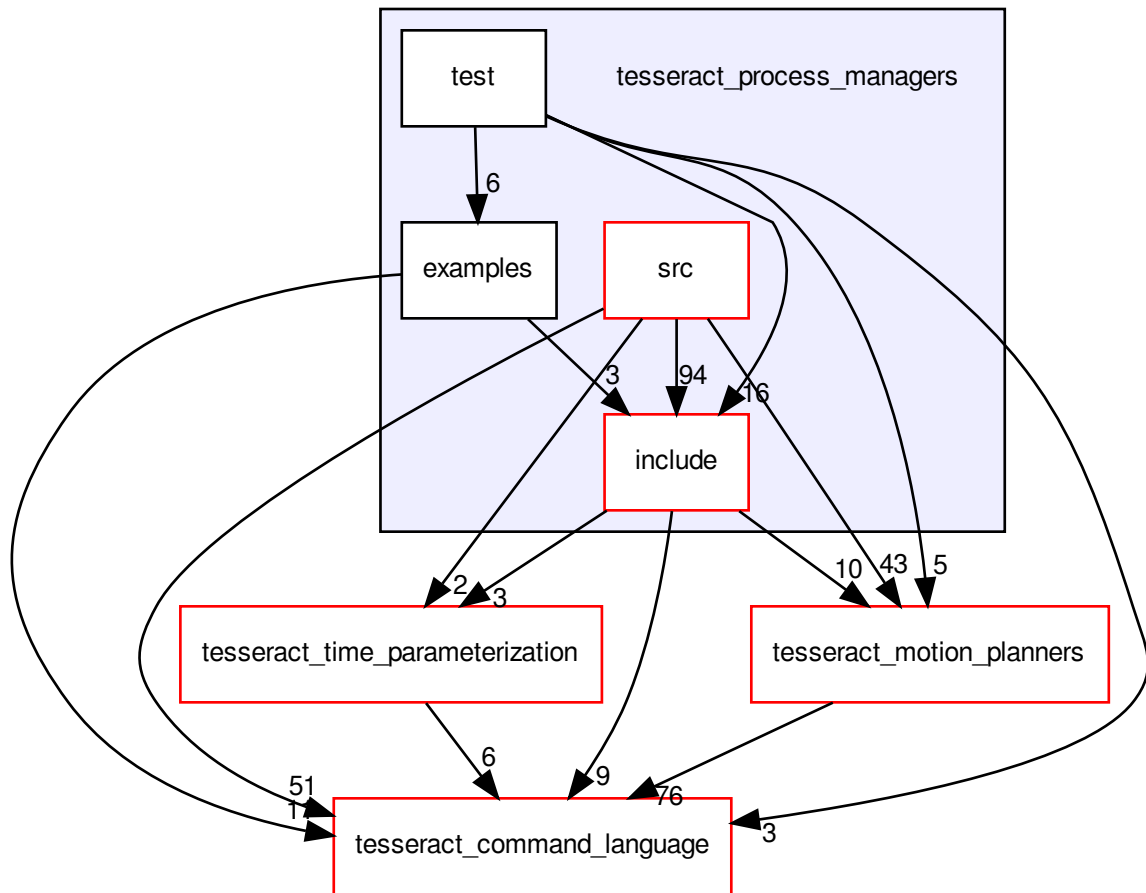 test
tesseract_process_managers
6
examples
src
3
94
16
include
10
43
5
2
3
tesseract_time_parameterization
tesseract_motion_planners
6
9
76
51
3
tesseract_command_language